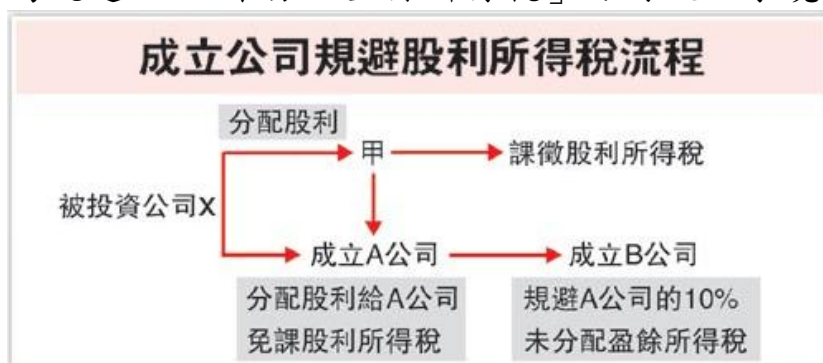 成立公司規避股利所得稅流程
分配股利
甲
課徵股利所得稅
被投資公司X
成立A公司
成立B公司
分配股利給A公司
免課股利所得稅
規避A公司的10%
未分配盈餘所得稅